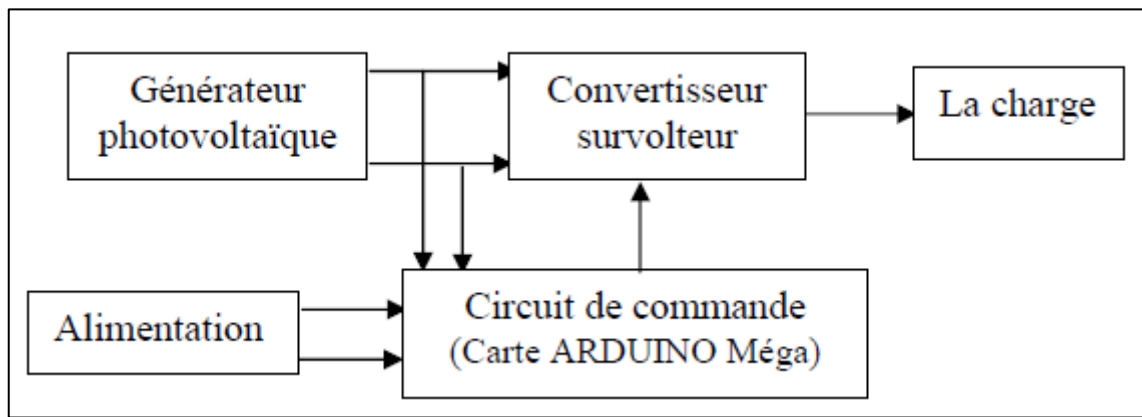 Générateur
photovoltaïque
Convertisseur
survolteur
La charge
Alimentation
Circuit de commande
(Carte ARDUINO Méga)